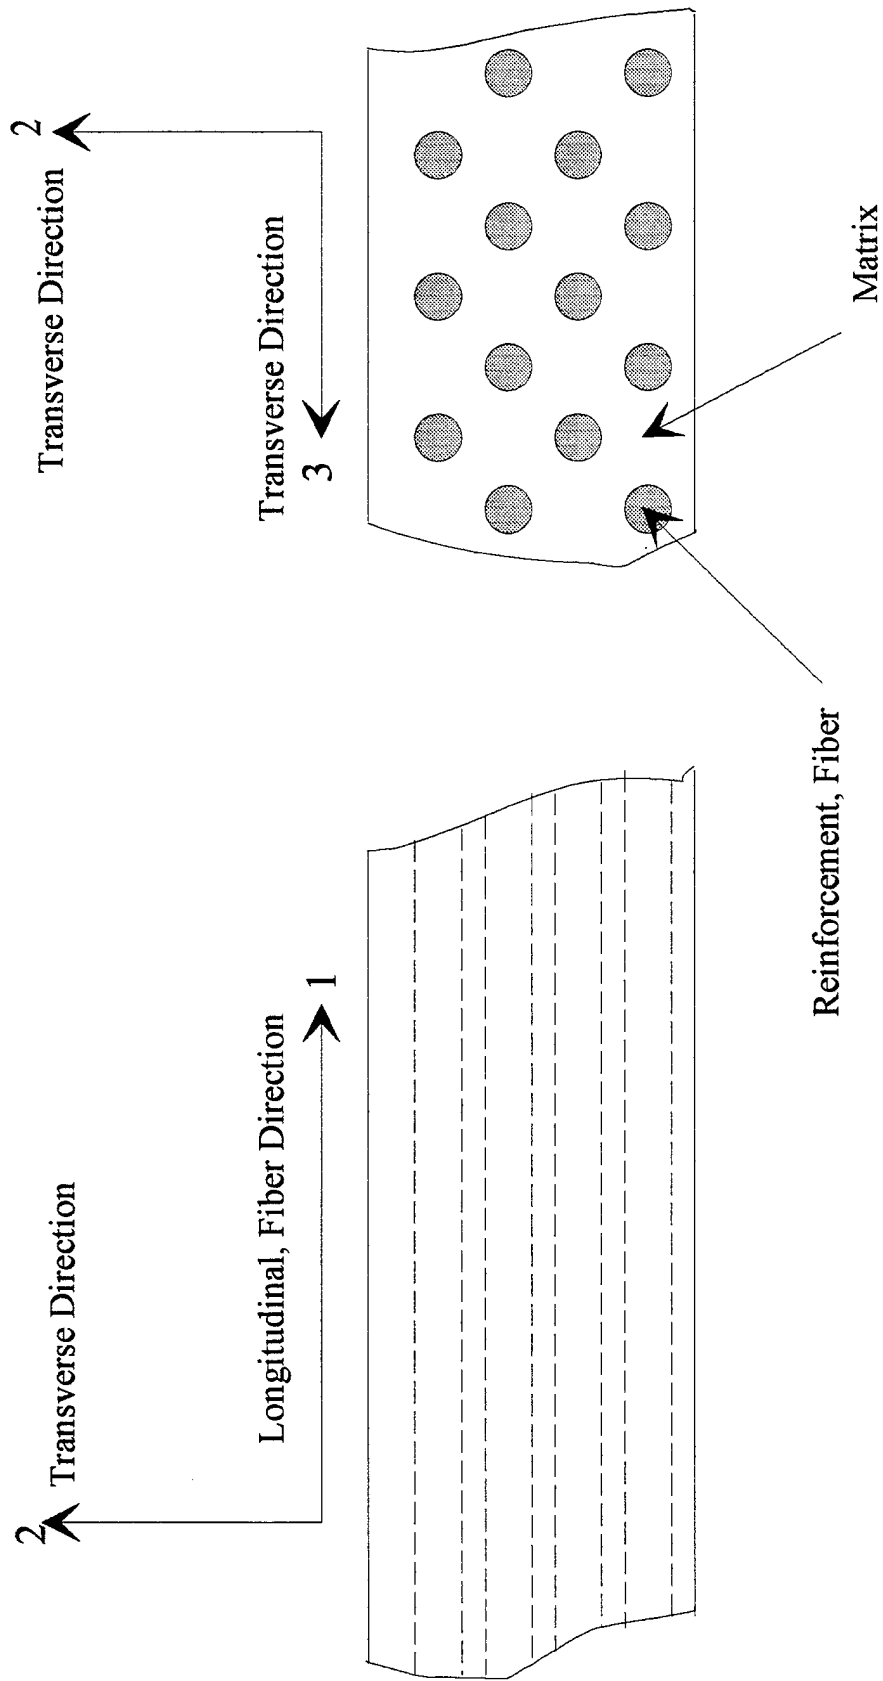 2
Transverse Direction
Longitudinal, Fiber Direction
1
2
Transverse Direction
Transverse Direction
3
Reinforcement, Fiber
Matrix